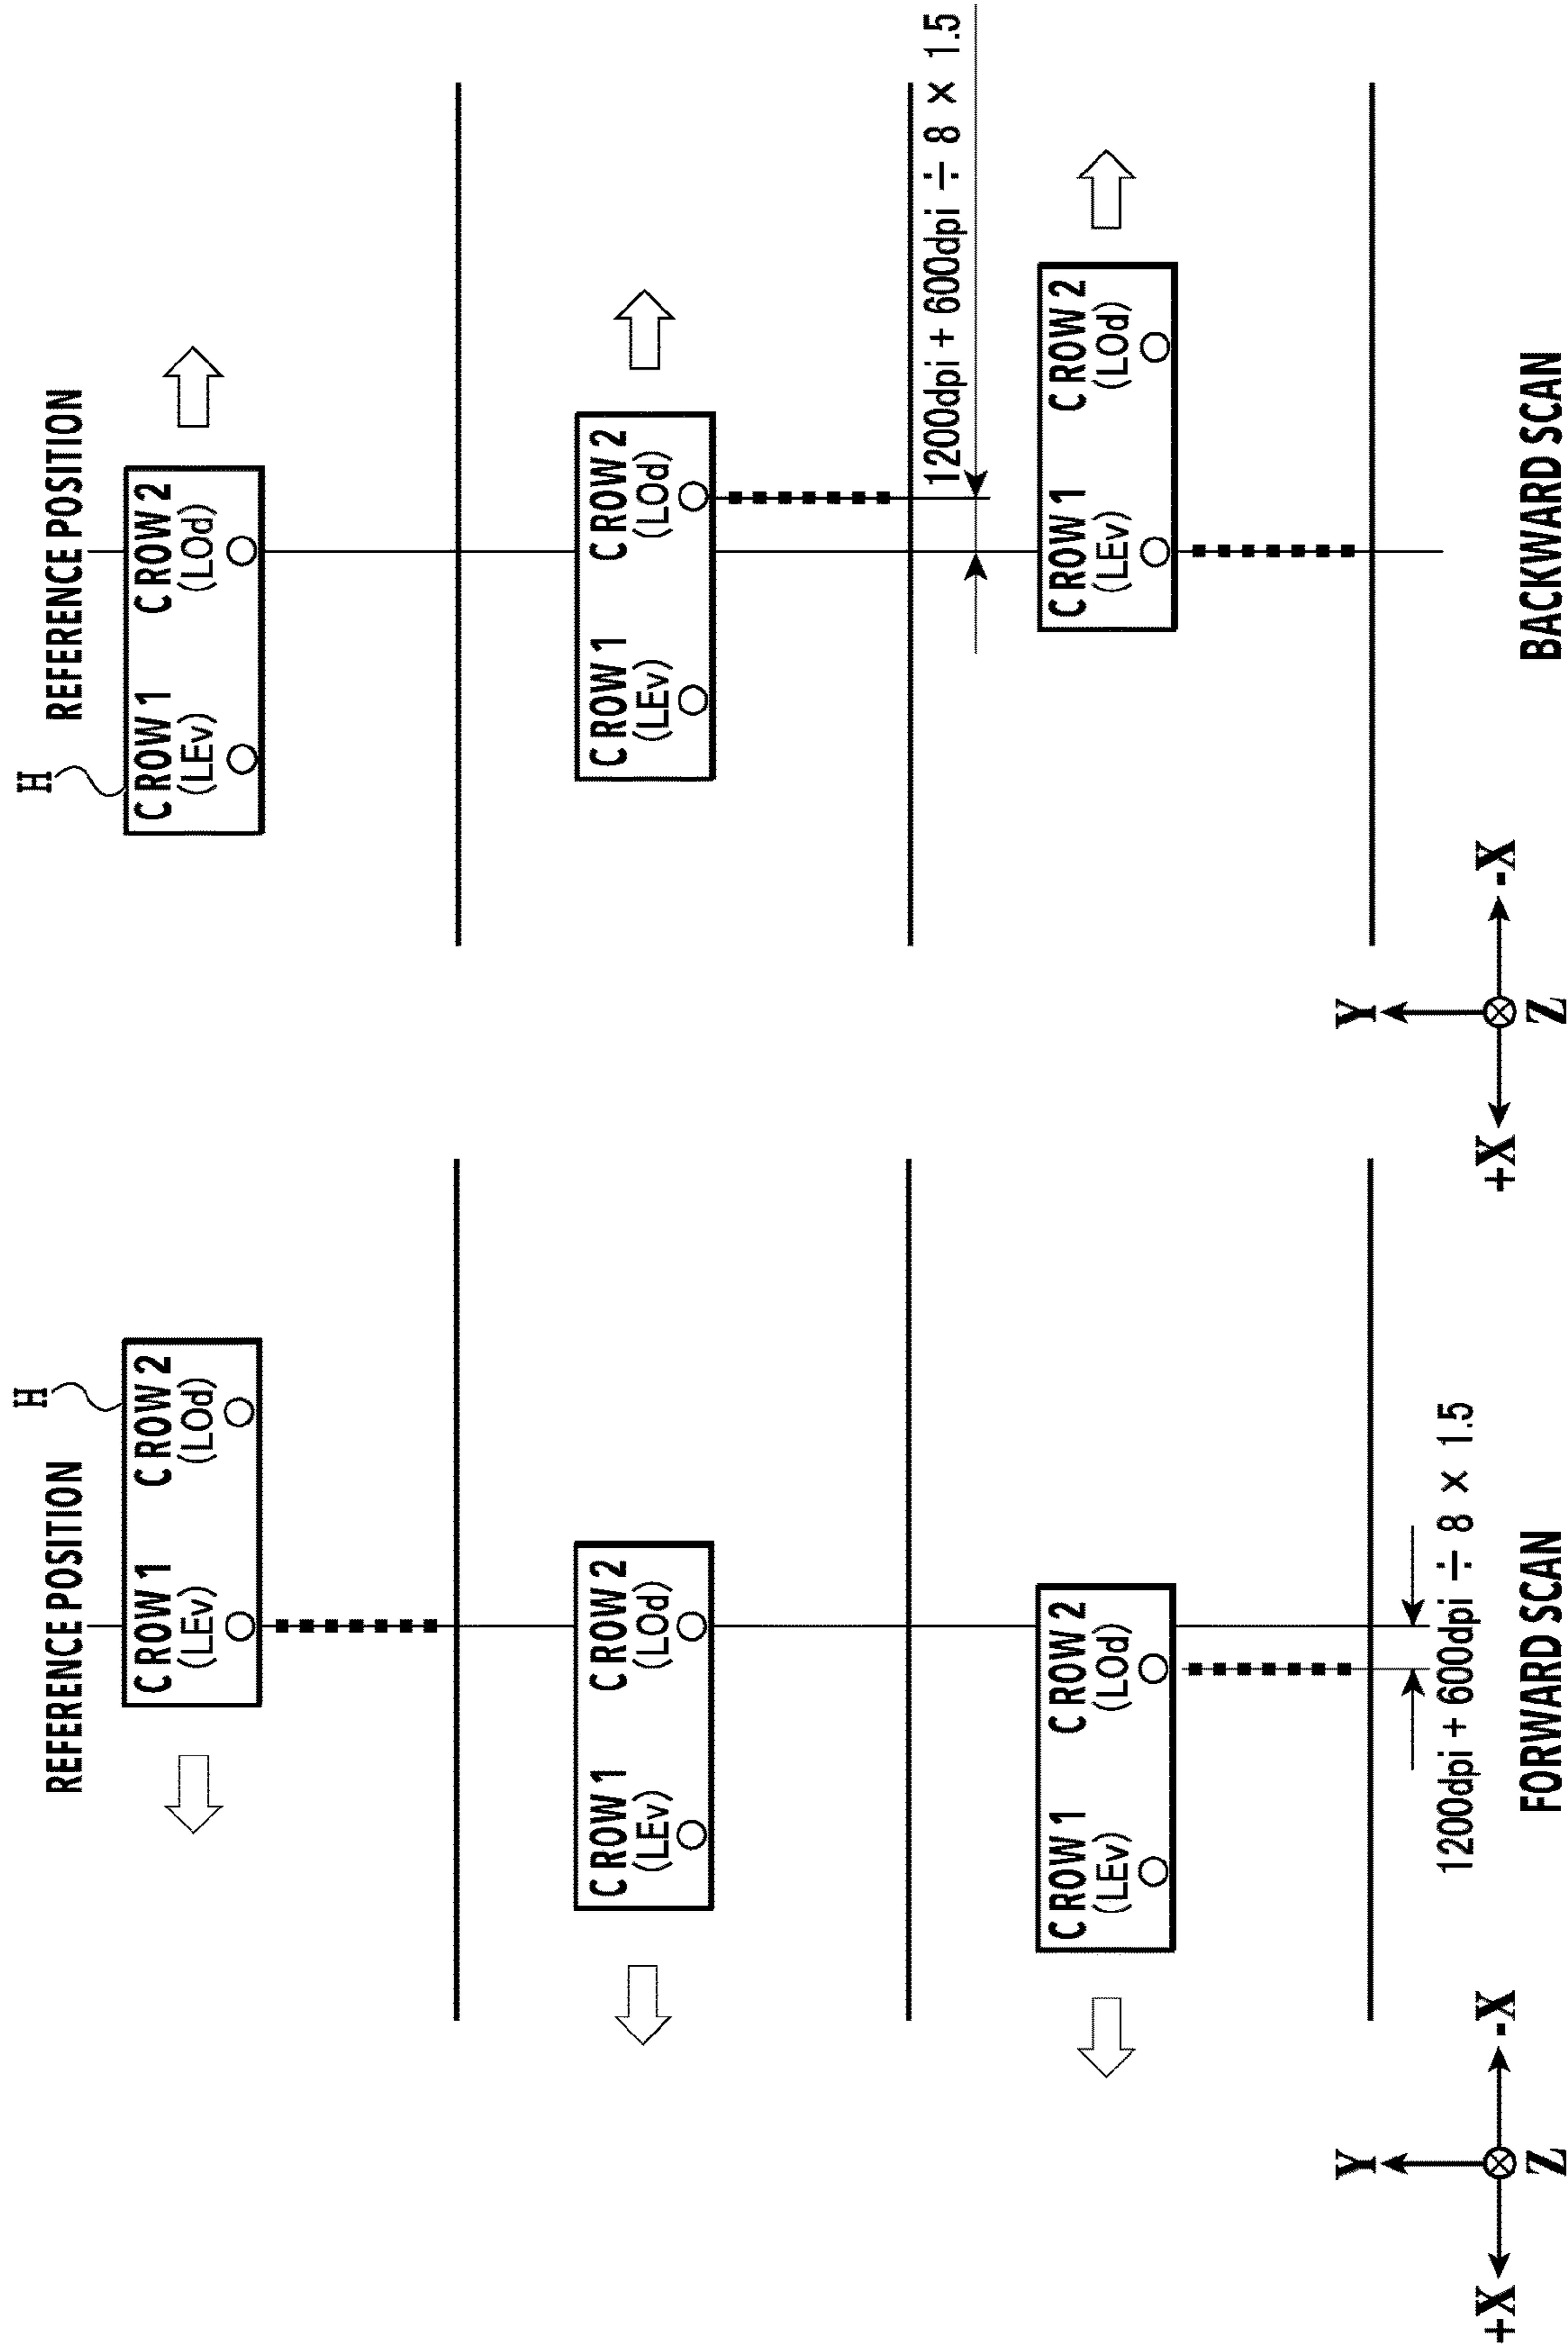 REFERENCE POSITION
H
C ROW 1
(LEv)
C ROW 2
(LOd)
C ROW 1
(LEv)
C ROW 2
(LOd)
C ROW 1
(LEv)
C ROW 2
(LOd)
1200dpi + 600dpi ÷ 8 × 1.5
+X
Y
Z
-X
FORWARD SCAN
REFERENCE POSITION
H
C ROW 1
(LEv)
C ROW 2
(LOd)
C ROW 1
(LEv)
C ROW 2
(LOd)
1200dpi + 600dpi ÷ 8 × 1.5
C ROW 1
(LEv)
C ROW 2
(LOd)
+X
Y
Z
-X
BACKWARD SCAN